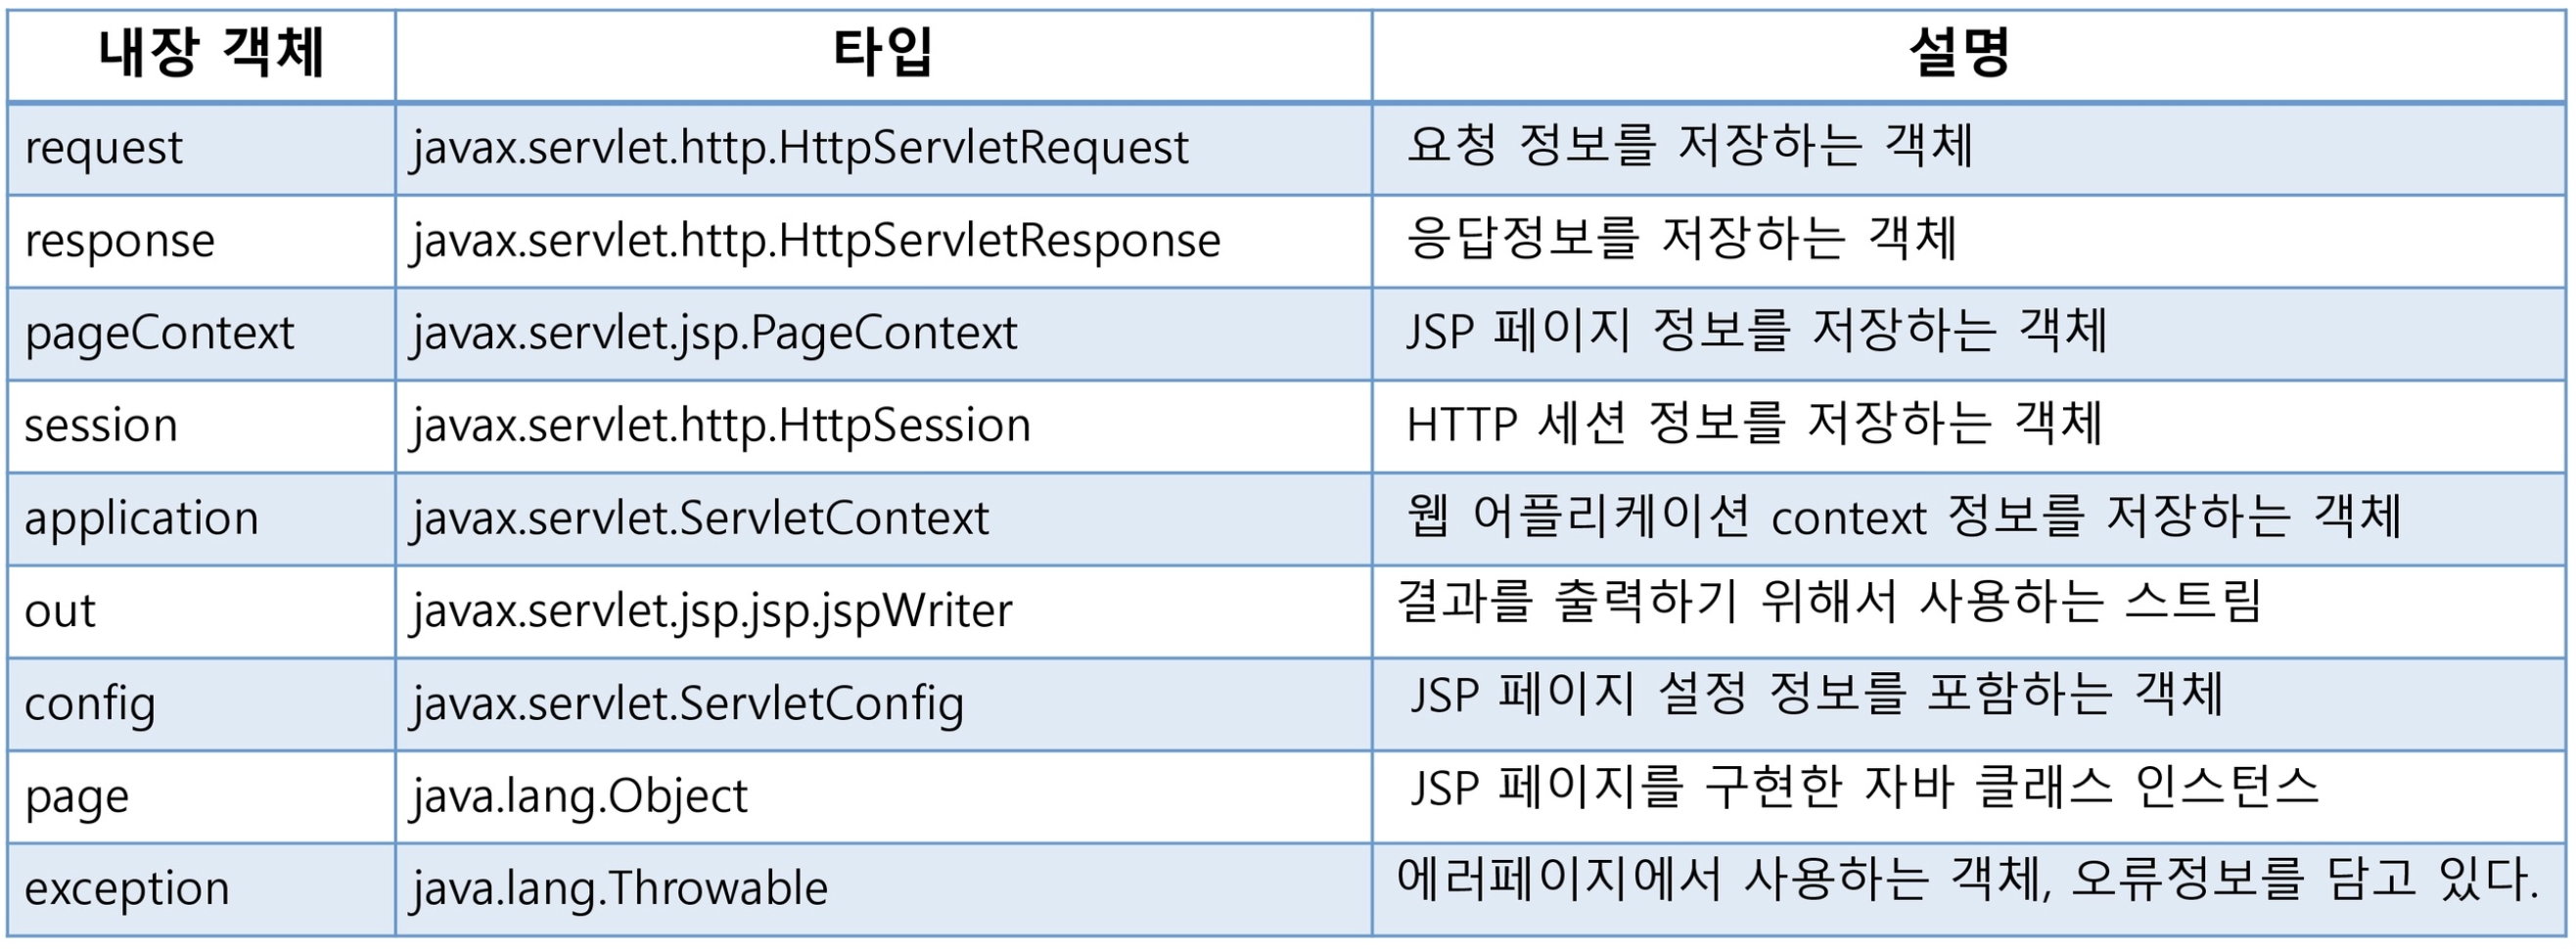 내장 객체 타입 설명
request javax.servlet.http.HttpServletRequest 요청 정보를 저장하는 객체
response javax.servlet.http.HttpServletResponse 응답정보를 저장하는 객체
pageContext javax.servlet.jsp.PageContext JSP 페이지 정보를 저장하는 객체
session javax.servlet.http.HttpSession HTTP 세션 정보를 저장하는 객체
application javax.servlet.ServletContext 웹 어플리케이션 context 정보를 저장하는 객체
out javax.servlet.jsp.jsp.jspWriter 결과를 출력하기 위해서 사용하는 스트림
config javax.servlet.ServletConfig JSP 페이지 설정 정보를 포함하는 객체
page java.lang.Object JSP 페이지를 구현한 자바 클래스 인스턴스
exception java.lang.Throwable 에러페이지에서 사용하는 객체, 오류정보를 담고 있다.